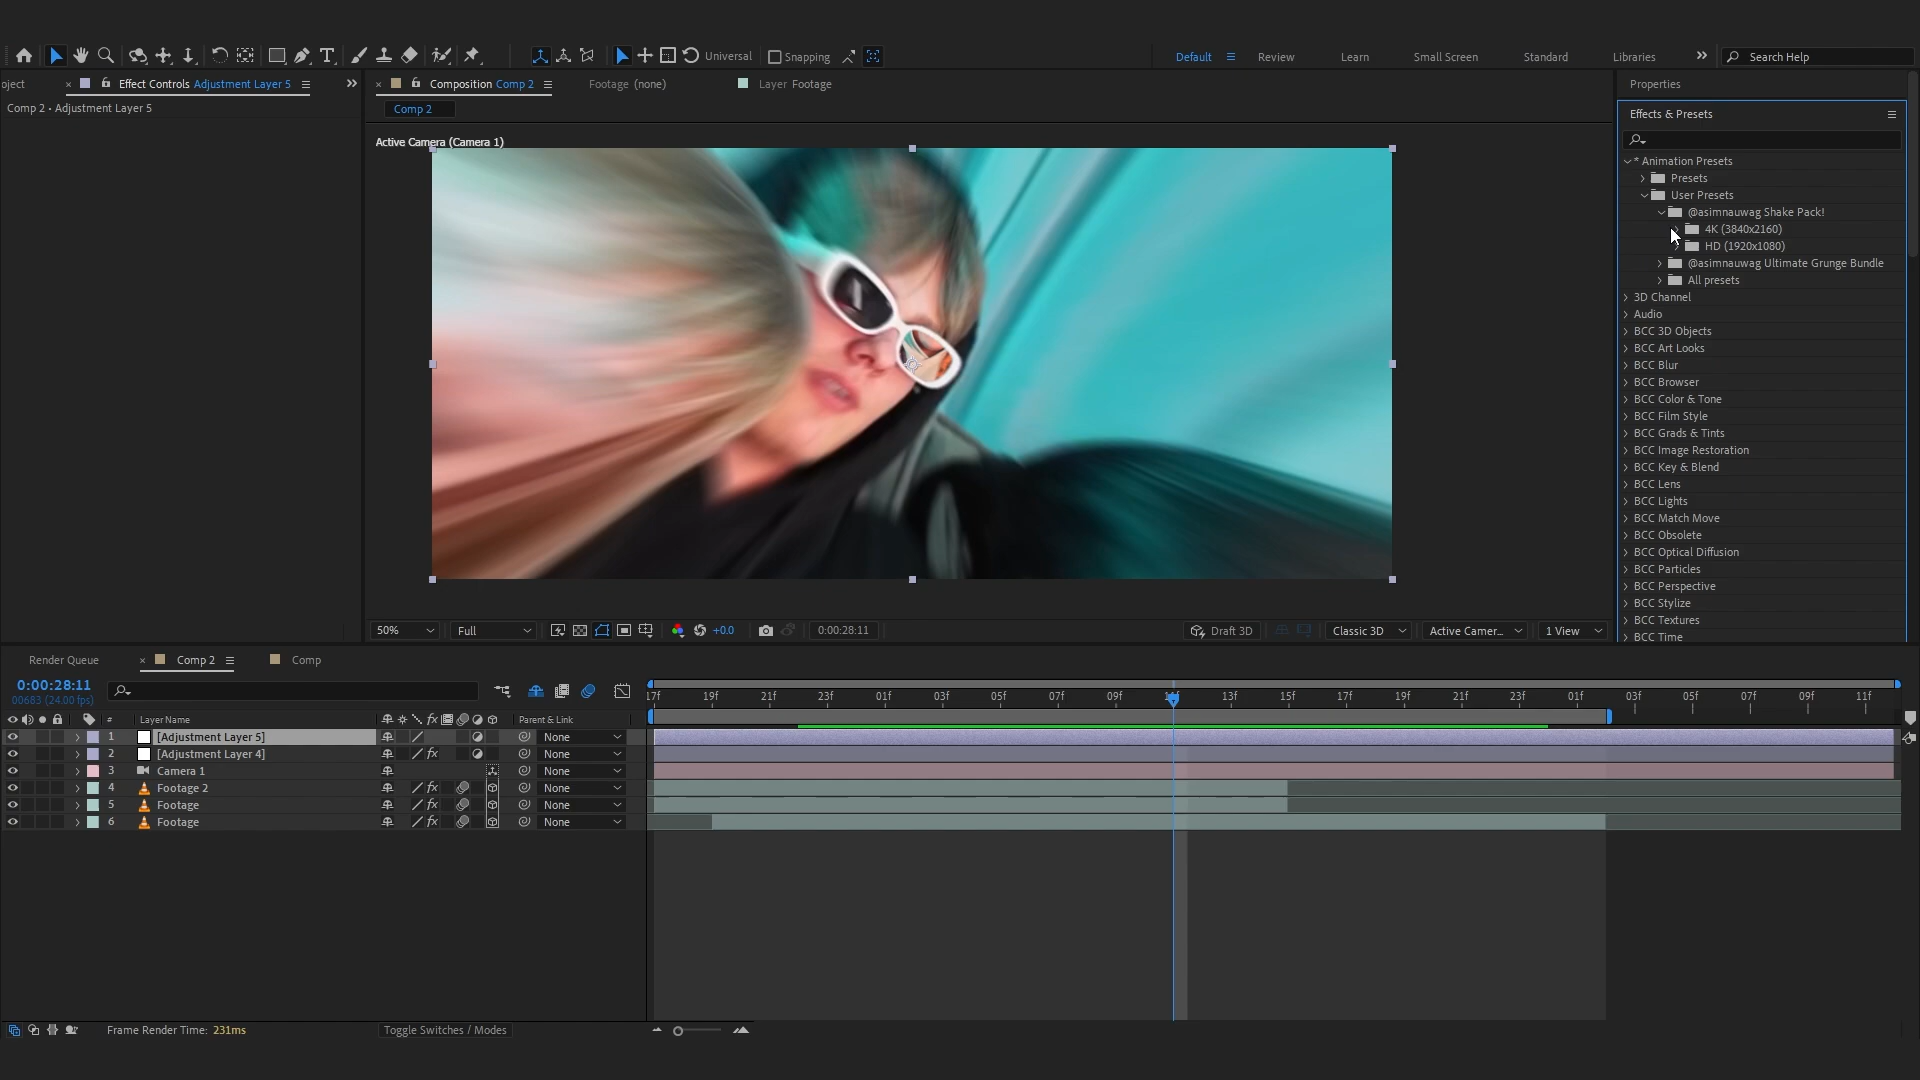 Universal
Snapping
Default
Review
Learn
Small Screen
Standard
Libraries
Search Help
oject
Effect Controls Adjustment Layer 5
Composition Comp 2
Footage (none)
Layer Footage
Properties
Comp 2 • Adjustment Layer 5
Comp 2
Active Camera (Camera 1)
Effects & Presets
* Animation Presets
Presets
User Presets
@asimnauwag Shake Pack!
4K (3840x2160)
HD (1920x1080)
@asimnauwag Ultimate Grunge Bundle
All presets
3D Channel
Audio
BCC 3D Objects
BCC Art Looks
BCC Blur
BCC Browser
BCC Color & Tone
BCC Film Style
BCC Grads & Tints
BCC Image Restoration
BCC Key & Blend
BCC Lens
BCC Lights
BCC Match Move
BCC Obsolete
BCC Optical Diffusion
BCC Particles
BCC Perspective
BCC Stylize
BCC Textures
BCC Time
50%
Full
+0.0
0:00:28:11
Draft 3D
Classic 3D
Active Camer...
1 View
Render Queue
Comp 2
Comp
0:00:28:11
00683 (24.00 fps)
17f 19f 21f 23f 01f 03f 05f 07f 09f 13f 15f 17f 19f 21f 23f 01f 03f 05f 07f 09f 11f
# Layer Name
Parent & Link
1 [Adjustment Layer 5] None
2 [Adjustment Layer 4] fx None
3 Camera 1 None
4 Footage 2 fx None
5 Footage fx None
6 Footage fx None
Frame Render Time: 231ms
Toggle Switches / Modes